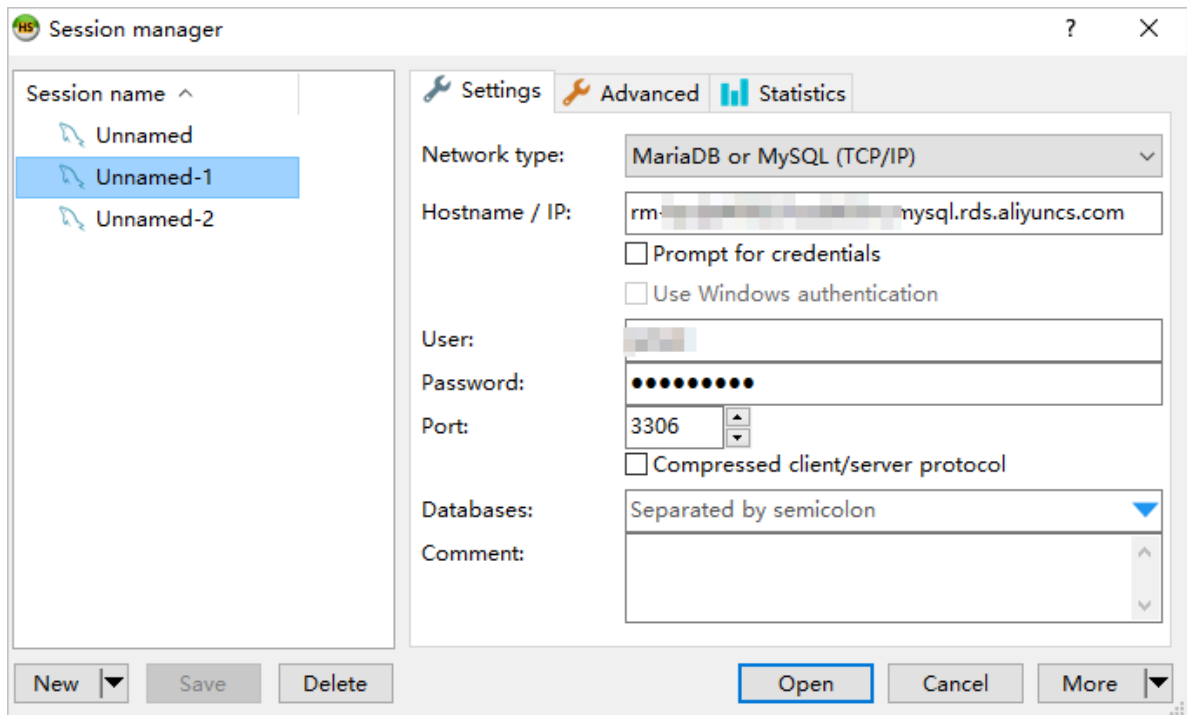 HS Session manager ?
Session name
Unnamed
Unnamed-1
Unnamed-2
Settings Advanced Statistics
Network type: MariaDB or MySQL (TCP/IP)
Hostname / IP: rm- mysql.rds.aliyuncs.com
Prompt for credentials
Use Windows authentication
User:
Password: ●●●●●●●●●
Port: 3306
Compressed client/server protocol
Databases: Separated by semicolon
Comment:
New Save Delete Open Cancel More